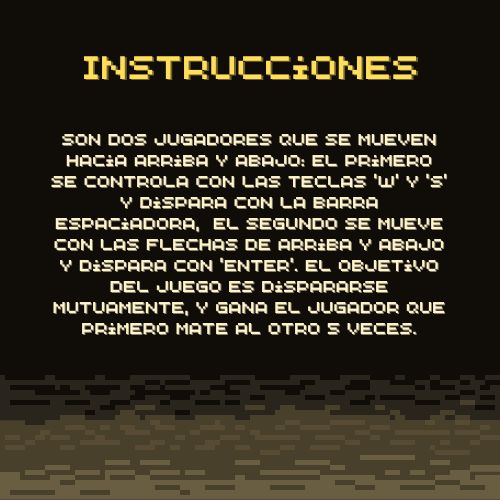 INSTRUCCiONES
SON DOS JUGADORES QUE SE MUEVEN
HACiA ARRiBA Y ABAJO: EL PRiMERO
SE CONTROLA CON LAS TECLAS 'W' Y 'S'
Y DiSPARA CON LA BARRA
ESPACiADORA,  EL SEGUNDO SE MUEVE
CON LAS FLECHAS DE ARRiBA Y ABAJO
Y DiSPARA CON 'ENTER'. EL OBJETiVO
DEL JUEGO ES DiSPARARSE
MUTUAMENTE, Y GANA EL JUGADOR QUE
PRiMERO MATE AL OTRO 5 VECES.